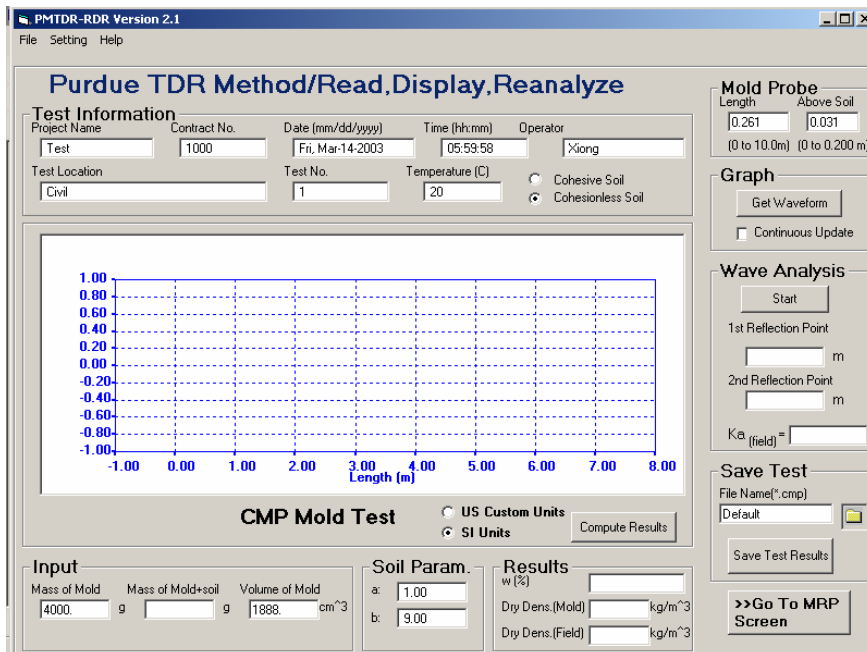 PMTDR-RDR Version 2.1
File Setting Help
Purdue TDR Method/Read,Display,Reanalyze
Test Information
Project Name Contract No. Date (mm/dd/yyyy) Time (hh:mm) Operator
Test 1000 Fri, Mar-14-2003 05:59:58 Xiong
Test Location Test No. Temperature (C)
Civil 1 20
Cohesive Soil
Cohesionless Soil
1.00
0.80
0.60
0.40
0.20
0.00
-0.20
-0.40
-0.60
-0.80
-1.00
-1.00 0.00 1.00 2.00 3.00 4.00 5.00 6.00 7.00 8.00
Length (m)
CMP Mold Test
US Custom Units
SI Units
Compute Results
Input
Mass of Mold Mass of Mold+soil Volume of Mold
4000. g g 1888. cm^3
Soil Param.
a: 1.00
b: 9.00
Results
w (%)
Dry Dens.(Mold) kg/m^3
Dry Dens.(Field) kg/m^3
Mold Probe
Length Above Soil
0.261 0.031
(0 to 10.0m) (0 to 0.200 m)
Graph
Get Waveform
Continuous Update
Wave Analysis
Start
1st Reflection Point
m
2nd Reflection Point
m
Ka (field) =
Save Test
File Name(*.cmp)
Default
Save Test Results
>>Go To MRP
Screen